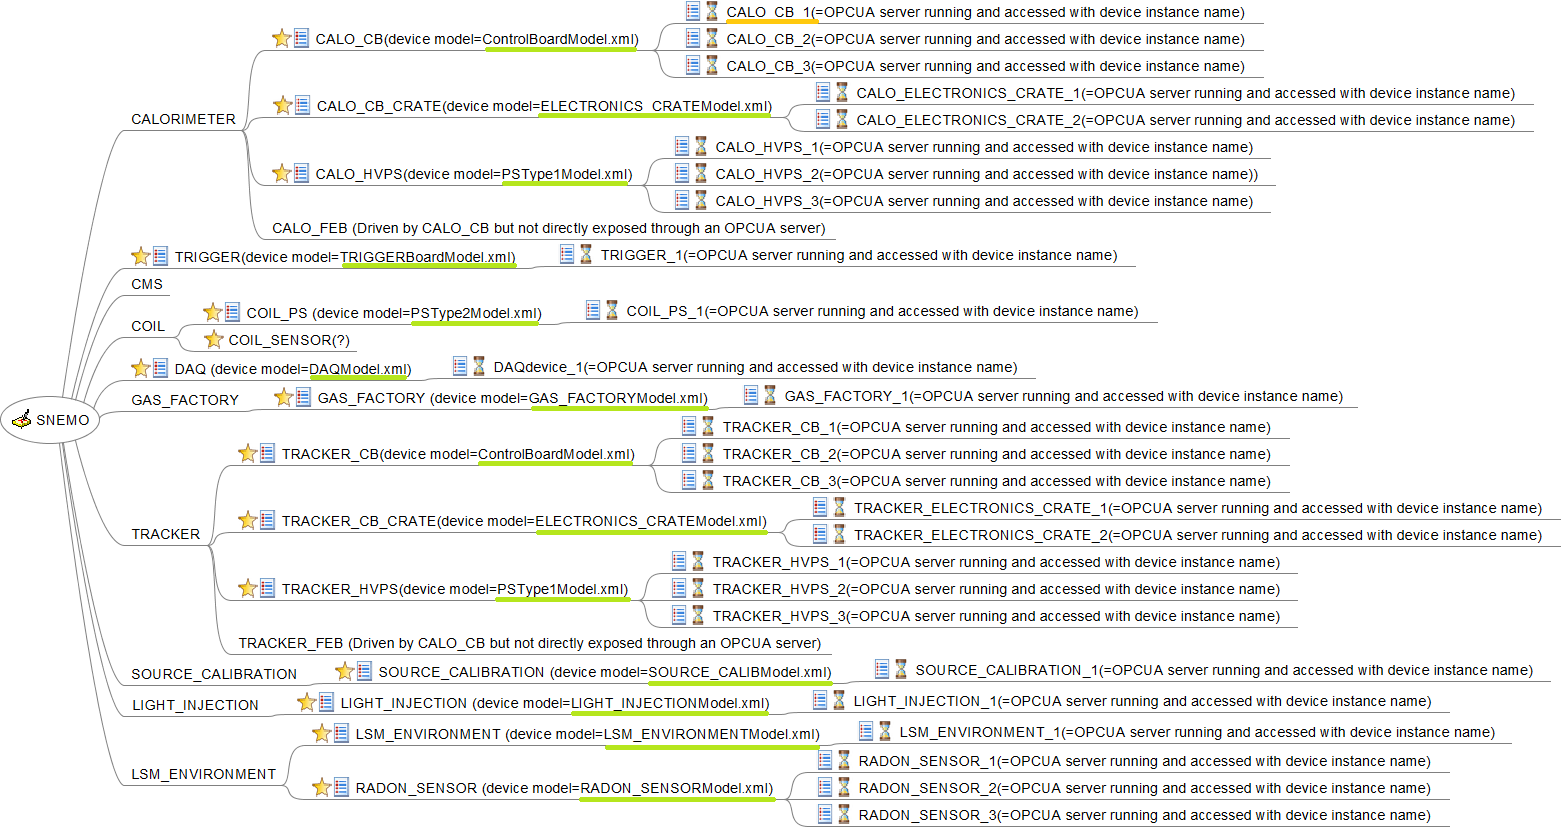 SNEMO
CALORIMETER
CALO_CB(device model=ControlBoardModel.xml)
CALO_CB_1(=OPCUA server running and accessed with device instance name)
CALO_CB_2(=OPCUA server running and accessed with device instance name)
CALO_CB_3(=OPCUA server running and accessed with device instance name)
CALO_CB_CRATE(device model=ELECTRONICS_CRATEModel.xml)
CALO_ELECTRONICS_CRATE_1(=OPCUA server running and accessed with device instance name)
CALO_ELECTRONICS_CRATE_2(=OPCUA server running and accessed with device instance name)
CALO_HVPS(device model=PSType1Model.xml)
CALO_HVPS_1(=OPCUA server running and accessed with device instance name)
CALO_HVPS_2(=OPCUA server running and accessed with device instance name))
CALO_HVPS_3(=OPCUA server running and accessed with device instance name)
CALO_FEB (Driven by CALO_CB but not directly exposed through an OPCUA server)
TRIGGER(device model=TRIGGERBoardModel.xml)
TRIGGER_1(=OPCUA server running and accessed with device instance name)
CMS
COIL
COIL_PS (device model=PSType2Model.xml)
COIL_PS_1(=OPCUA server running and accessed with device instance name)
COIL_SENSOR(?)
DAQ (device model=DAQModel.xml)
DAQdevice_1(=OPCUA server running and accessed with device instance name)
GAS_FACTORY
GAS_FACTORY (device model=GAS_FACTORYModel.xml)
GAS_FACTORY_1(=OPCUA server running and accessed with device instance name)
TRACKER
TRACKER_CB(device model=ControlBoardModel.xml)
TRACKER_CB_1(=OPCUA server running and accessed with device instance name)
TRACKER_CB_2(=OPCUA server running and accessed with device instance name)
TRACKER_CB_3(=OPCUA server running and accessed with device instance name)
TRACKER_CB_CRATE(device model=ELECTRONICS_CRATEModel.xml)
TRACKER_ELECTRONICS_CRATE_1(=OPCUA server running and accessed with device instance name)
TRACKER_ELECTRONICS_CRATE_2(=OPCUA server running and accessed with device instance name)
TRACKER_HVPS(device model=PSType1Model.xml)
TRACKER_HVPS_1(=OPCUA server running and accessed with device instance name)
TRACKER_HVPS_2(=OPCUA server running and accessed with device instance name)
TRACKER_HVPS_3(=OPCUA server running and accessed with device instance name)
TRACKER_FEB (Driven by CALO_CB but not directly exposed through an OPCUA server)
SOURCE_CALIBRATION
SOURCE_CALIBRATION (device model=SOURCE_CALIBModel.xml)
SOURCE_CALIBRATION_1(=OPCUA server running and accessed with device instance name)
LIGHT_INJECTION
LIGHT_INJECTION (device model=LIGHT_INJECTIONModel.xml)
LIGHT_INJECTION_1(=OPCUA server running and accessed with device instance name)
LSM_ENVIRONMENT
LSM_ENVIRONMENT (device model=LSM_ENVIRONMENTModel.xml)
LSM_ENVIRONMENT_1(=OPCUA server running and accessed with device instance name)
RADON_SENSOR (device model=RADON_SENSORModel.xml)
RADON_SENSOR_1(=OPCUA server running and accessed with device instance name)
RADON_SENSOR_2(=OPCUA server running and accessed with device instance name)
RADON_SENSOR_3(=OPCUA server running and accessed with device instance name)